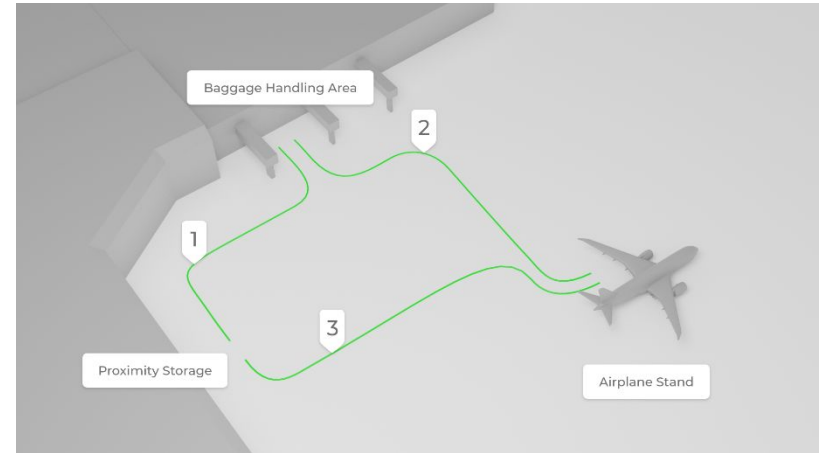 Baggage Handling Area
2
1
3
Proximity Storage
Airplane Stand